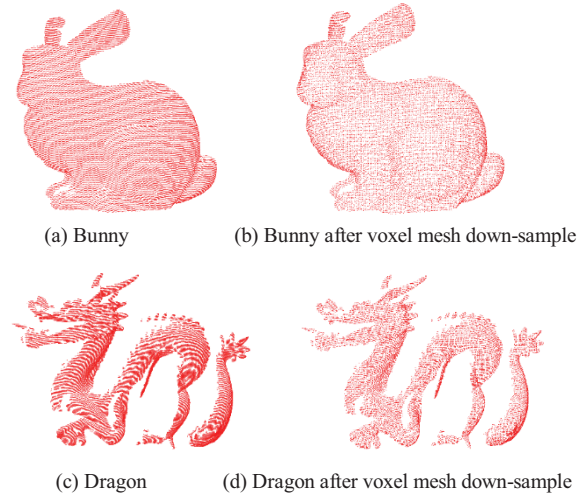 (a) Bunny
(b) Bunny after voxel mesh down-sample
(c) Dragon
(d) Dragon after voxel mesh down-sample